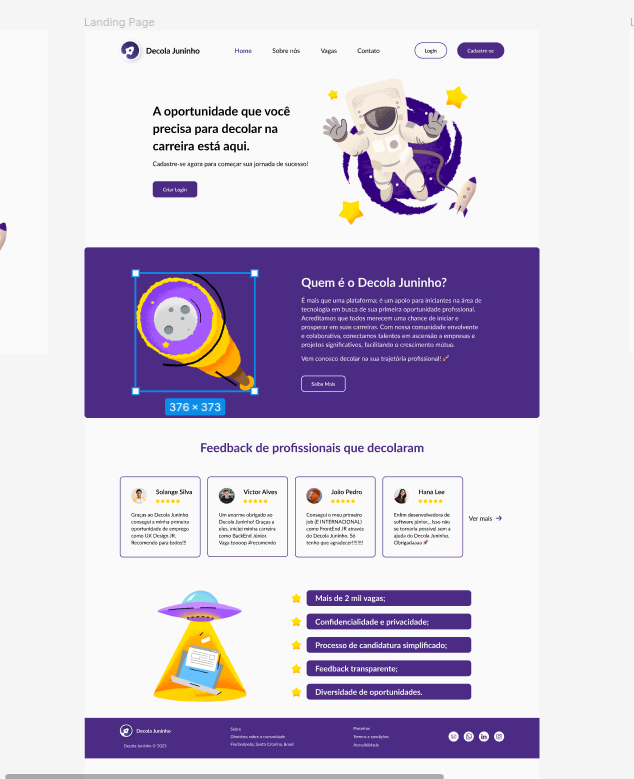 Landing Page
Decola Juninho
Home
Sobre nós
Vagas
Contato
Login
Cadastre-se
A oportunidade que você
precisa para decolar na
carreira está aqui.
Cadastre-se agora para começar sua jornada de sucesso!
Criar Login
Quem é o Decola Juninho?
É mais que uma plataforma; é um apoio para iniciantes na área de
tecnologia em busca de sua primeira oportunidade profissional.
Acreditamos que todos merecem uma chance de iniciar e
prosperar em suas carreiras. Com nossa comunidade envolvente
e colaborativa, conectamos talentos em ascensão a empresas e
projetos significativos, facilitando o crescimento mútuo.
Vem conosco decolar na sua trajetória profissional! 🚀
Saiba Mais
376 × 373
Feedback de profissionais que decolaram
Solange Silva
Graças ao Decola Juninho
consegui a minha primeira
oportunidade de emprego
como UX Design JR.
Recomendo para todos!!!
Victor Alves
Um enorme obrigado ao
Decola Juninho! Graças a
eles, iniciei minha carreira
como BackEnd Júnior.
Vaga toooop #recomendo
João Pedro
Consegui o meu primeiro
job (E INTERNACIONAL)
como FrontEnd JR através
do Decola Juninho. Só
tenho que agradecer!!!!!!!
Hana Lee
Enfim desenvolvedora de
software júnior... Isso não
se tornaria possível sem a
ajuda do Decola Juninho.
Obrigadaaaa 🚀
Ver mais →
Mais de 2 mil vagas;
Confidencialidade e privacidade;
Processo de candidatura simplificado;
Feedback transparente;
Diversidade de oportunidades.
Decola Juninho
Decola Juninho © 2023
Sobre
Diretrizes sobre a comunidade
Florianópolis, Santa Catarina, Brasil
Parcerias
Termos e condições
Acessibilidade